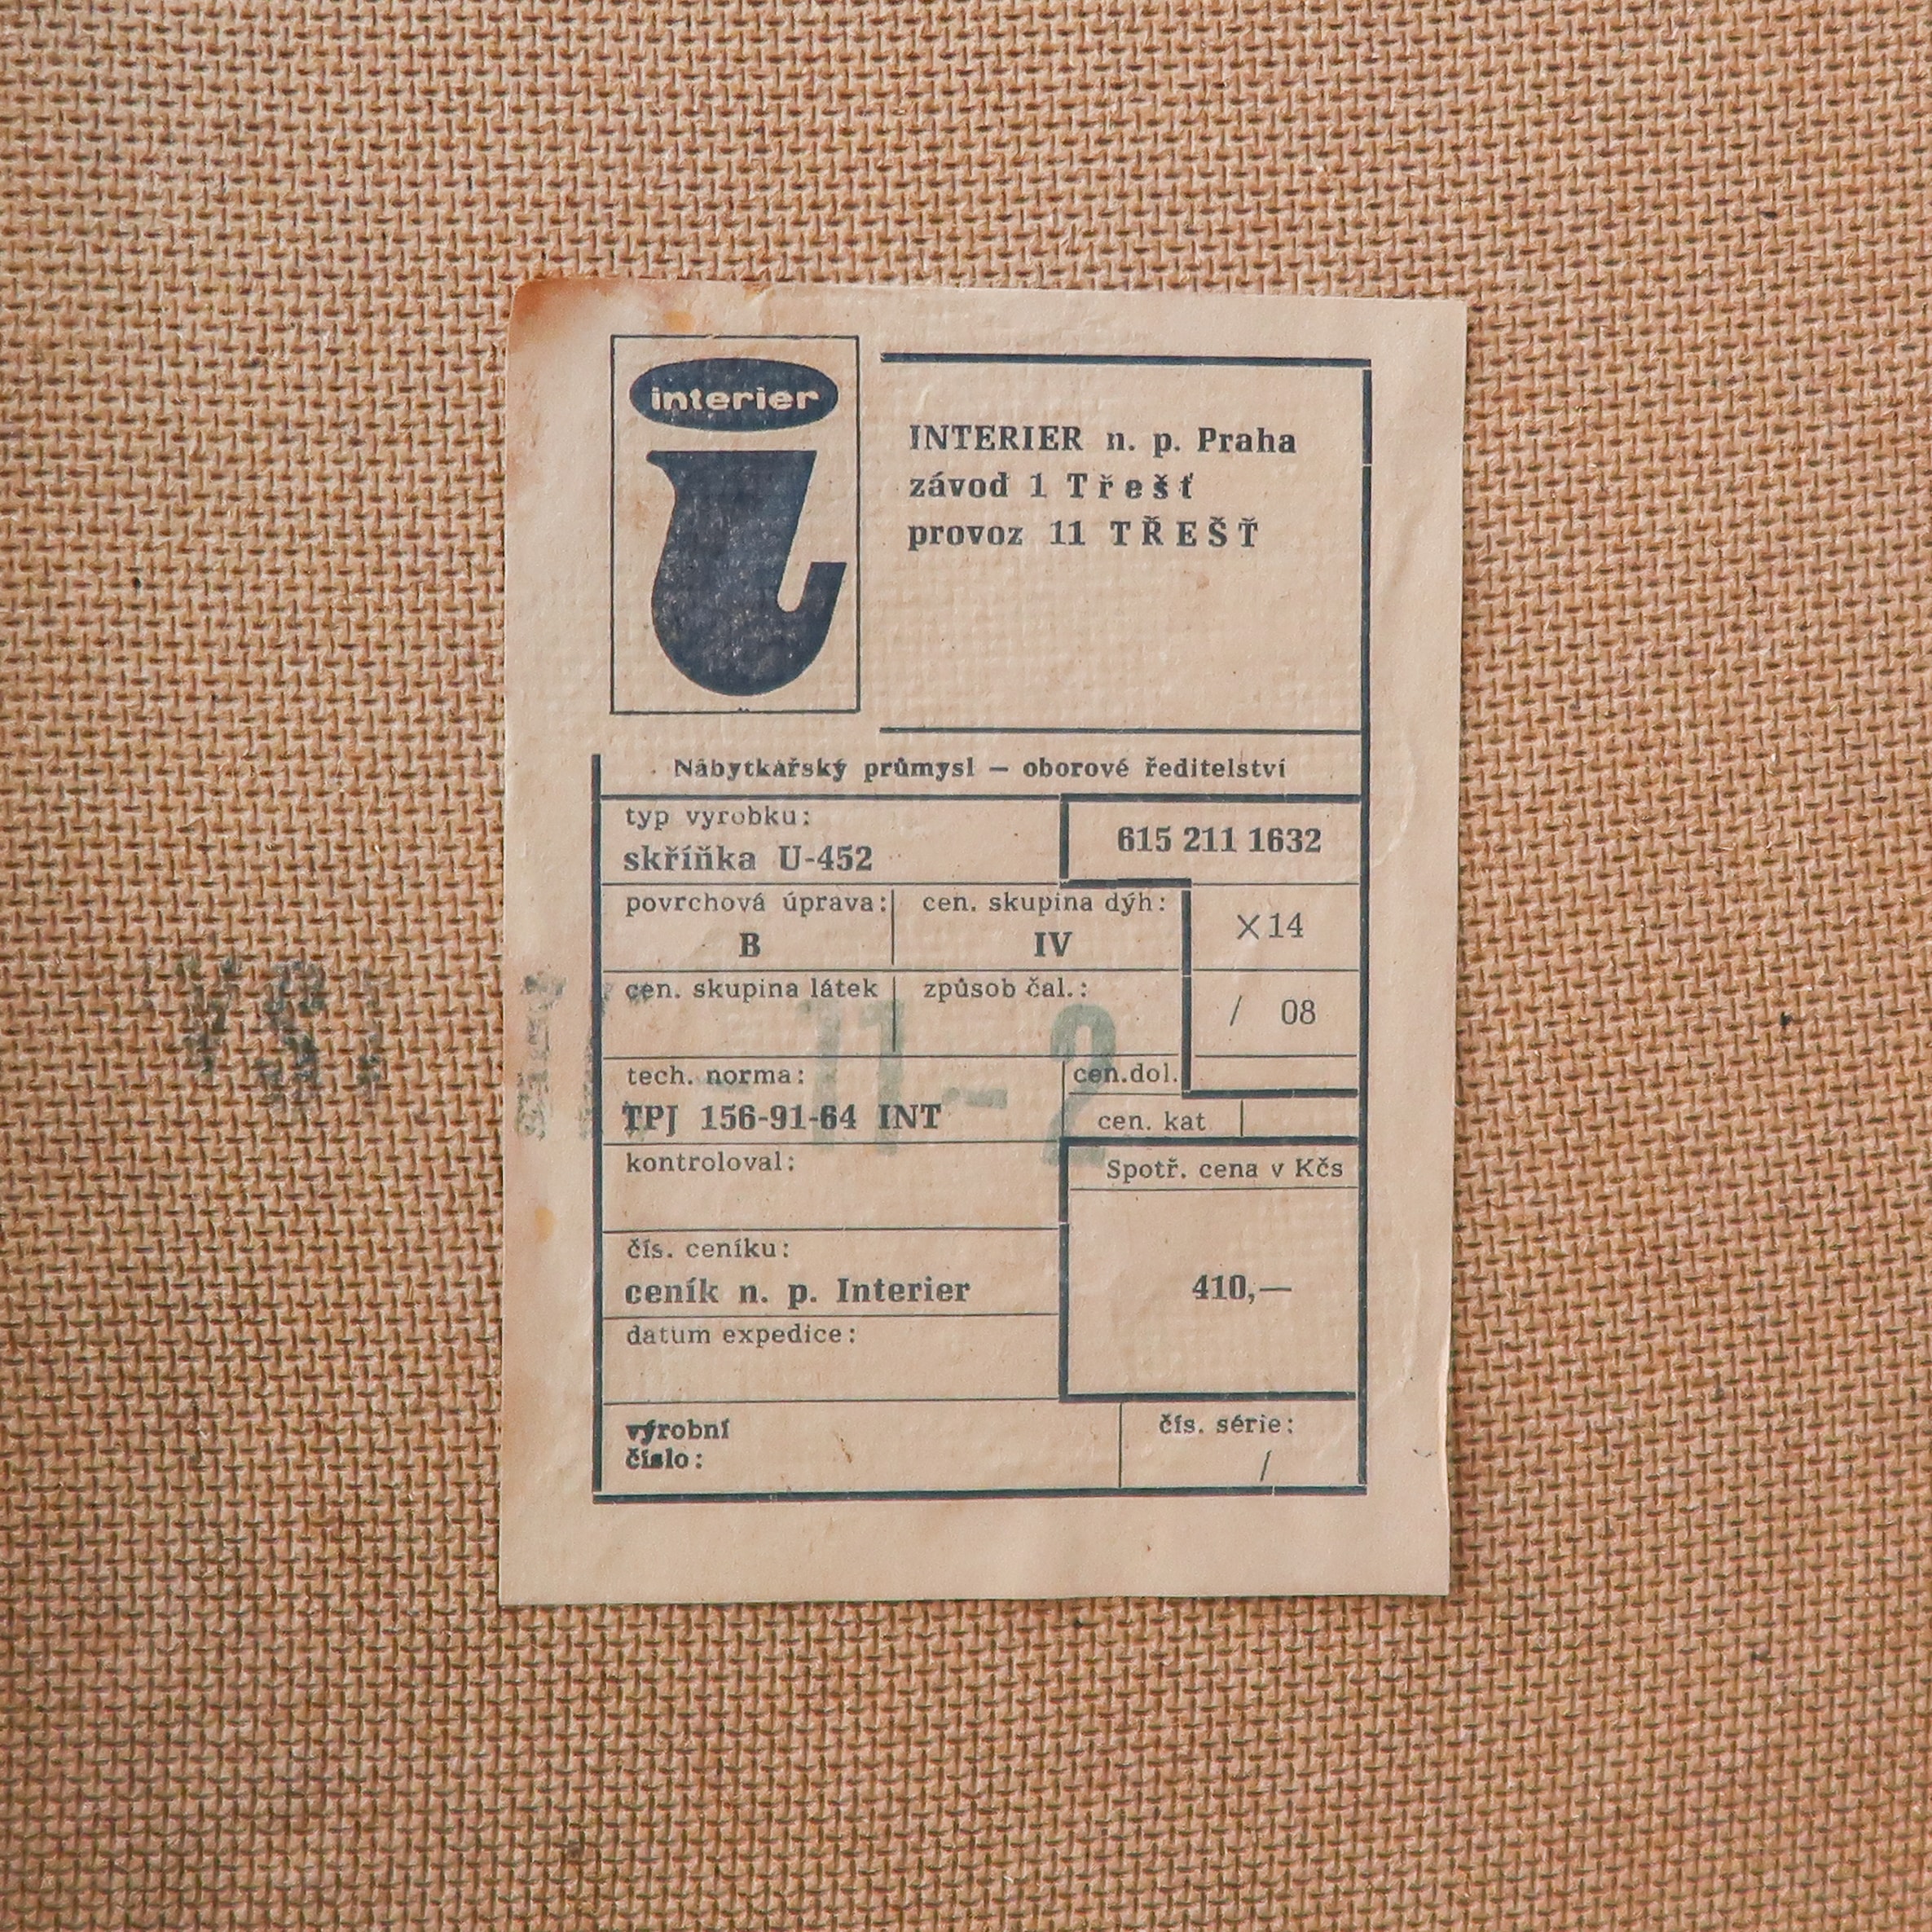 interier
INTERIER n. p. Praha
závod 1 Třešť
provoz 11 TŘEŠŤ
Nábytkářský průmysl — oborové ředitelství
typ vyrobku:
skříňka U-452
615 211 1632
povrchová úprava:
B
cen. skupina dýh:
IV
×14
cen. skupina látek
způsob čal.:
/ 08
11-2
tech. norma:
TPJ 156-91-64 INT
cen.dol.
cen. kat
kontroloval:
Spotř. cena v Kčs
410,—
čís. ceníku:
ceník n. p. Interier
datum expedice:
výrobní
číslo:
čís. série:
/